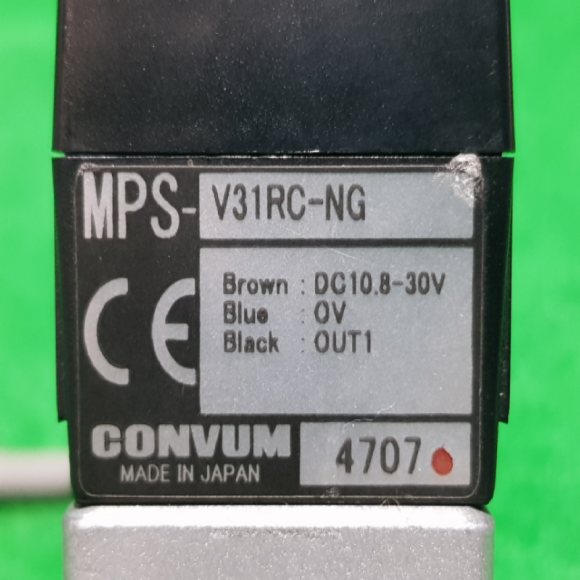 MPS- V31RC-NG
Brown : DC10.8-30V
Blue : 0V
Black : OUT1
CE
CONVUM 4707
MADE IN JAPAN